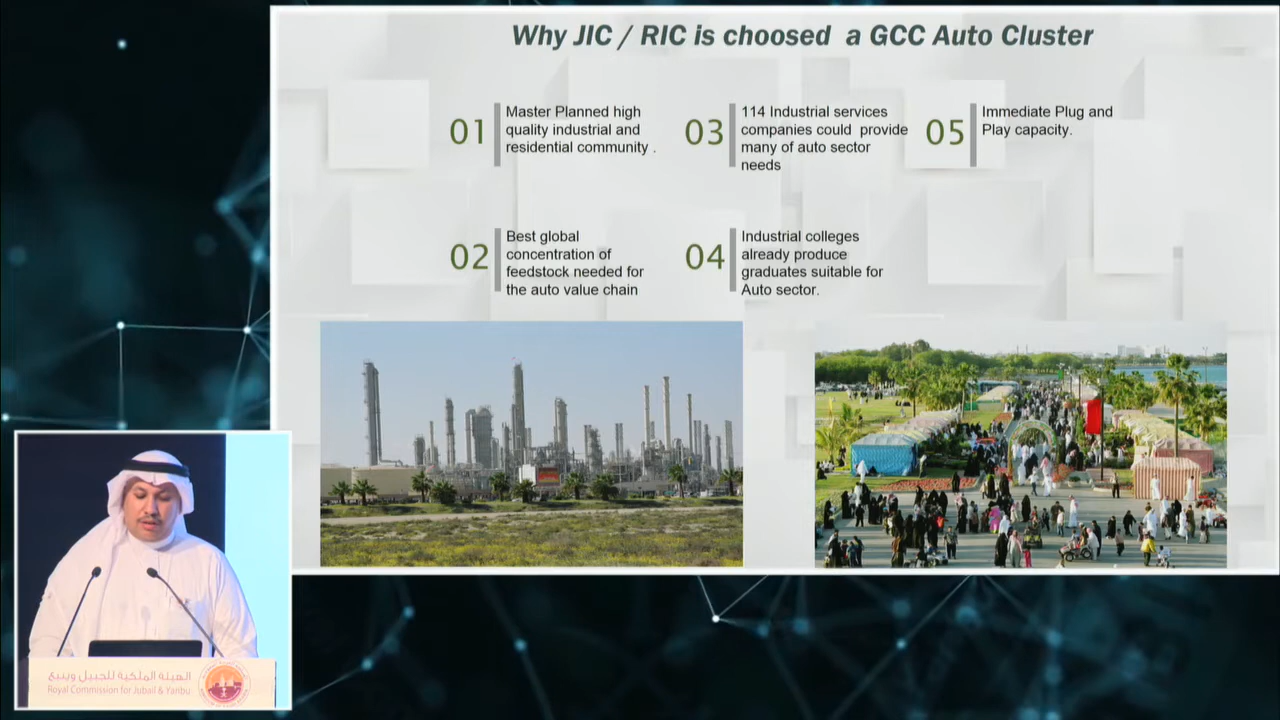 Why JIC / RIC is choosed a GCC Auto Cluster
01
Master Planned high
quality industrial and
residential community .
02
Best global
concentration of
feedstock needed for
the auto value chain
03
114 Industrial services
companies could provide
many of auto sector
needs
04
Industrial colleges
already produce
graduates suitable for
Auto sector.
05
Immediate Plug and
Play capacity.
الهيئة الملكية للجبيل وينبع
Royal Commission for Jubail & Yanbu